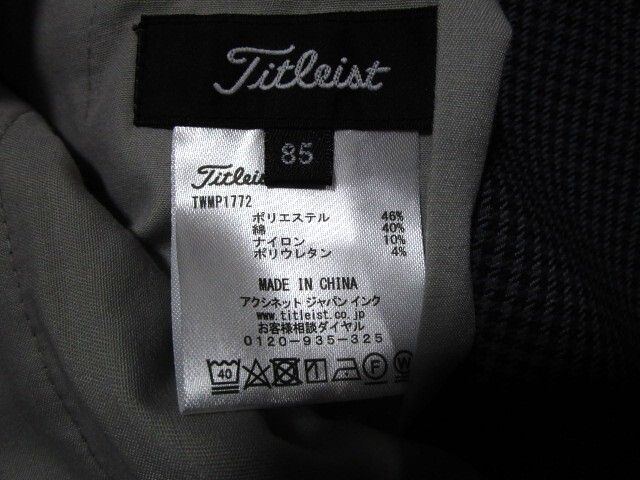 Titleist
85
Titleist
TWMP1772
ポリエステル 46%
綿 40%
ナイロン 10%
ポリウレタン 4%
MADE IN CHINA
アクシネット ジャパン インク
www.titleist.co.jp
お客様相談ダイヤル
0120-935-325
40 F W